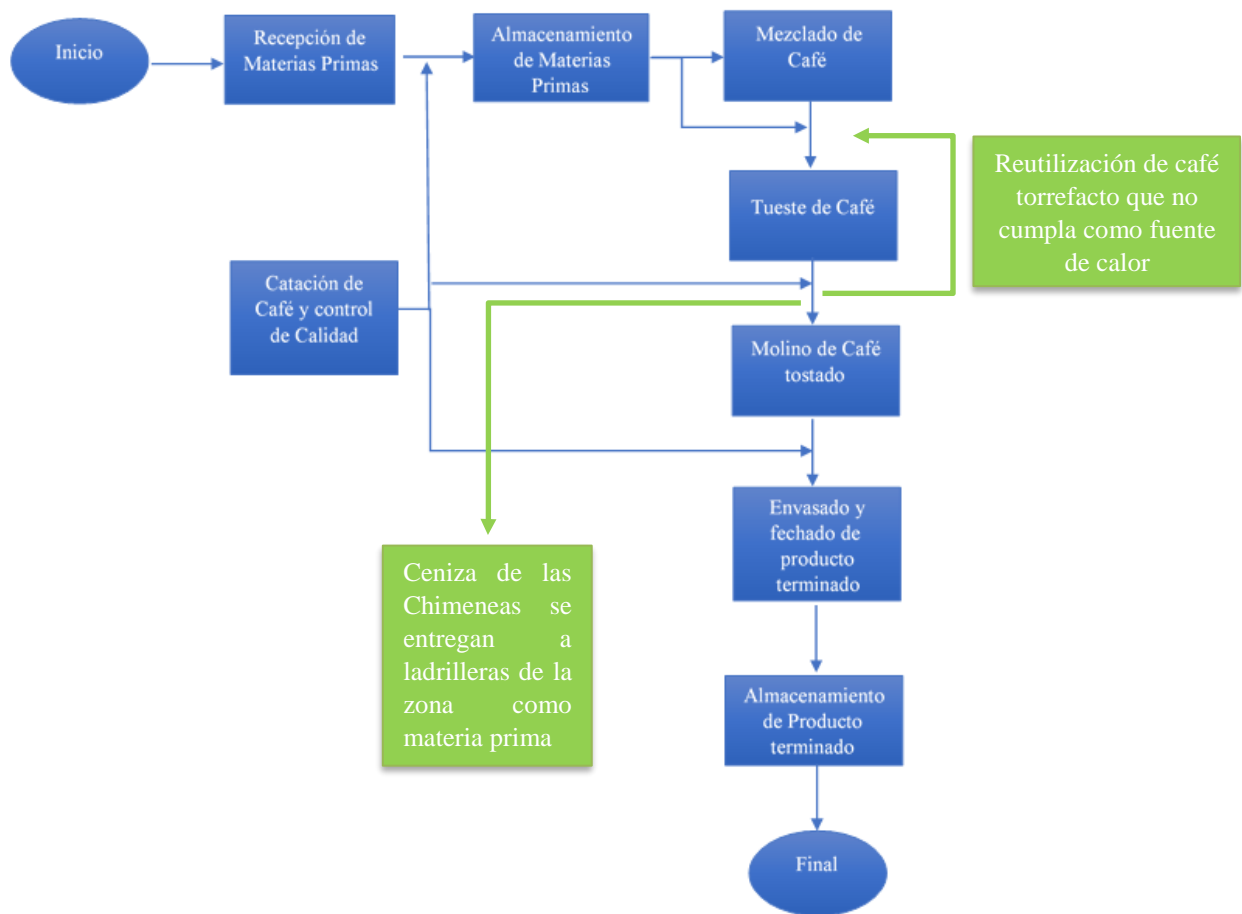 Inicio
Recepción de
Materias Primas
Almacenamiento
de Materias
Primas
Mezclado de
Café
Reutilización de café
torrefacto que no
cumpla como fuente
de calor
Tueste de Café
Catación de
Café y control
de Calidad
Molino de Café
tostado
Envasado y
fechado de
producto
terminado
Ceniza de las
Chimeneas se
entregan a
ladrilleras de la
zona como
materia prima
Almacenamiento
de Producto
terminado
Final